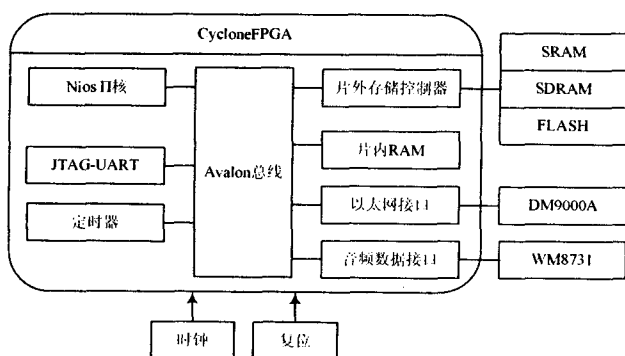 CycloneFPGA
Nios II核
JTAG-UART
定时器
Avalon总线
片外存储控制器
片内RAM
以太网接口
音频数据接口
SRAM
SDRAM
FLASH
DM9000A
WM8731
时钟
复位